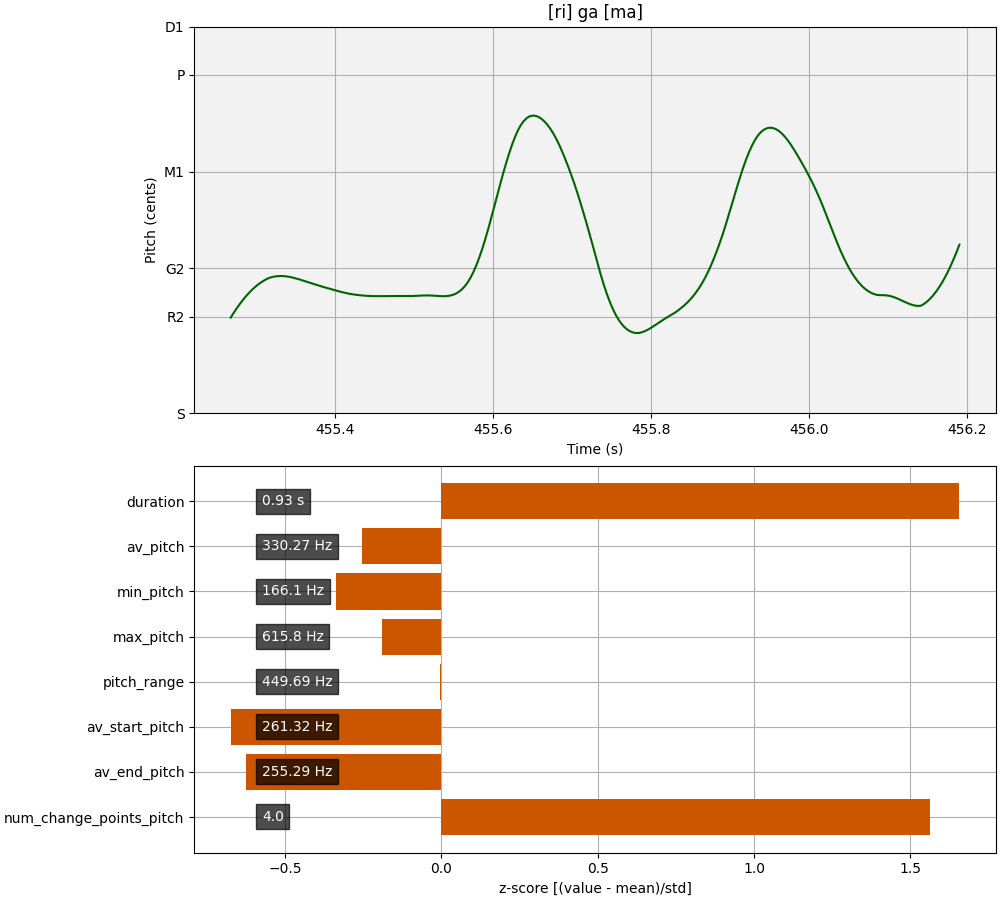 [ri] ga [ma]
D1
P
M1
G2
R2
S
Pitch (cents)
455.4 455.6 455.8 456.0 456.2
Time (s)
duration 0.93 s
av_pitch 330.27 Hz
min_pitch 166.1 Hz
max_pitch 615.8 Hz
pitch_range 449.69 Hz
av_start_pitch 261.32 Hz
av_end_pitch 255.29 Hz
num_change_points_pitch 4.0
−0.5 0.0 0.5 1.0 1.5
z-score [(value - mean)/std]